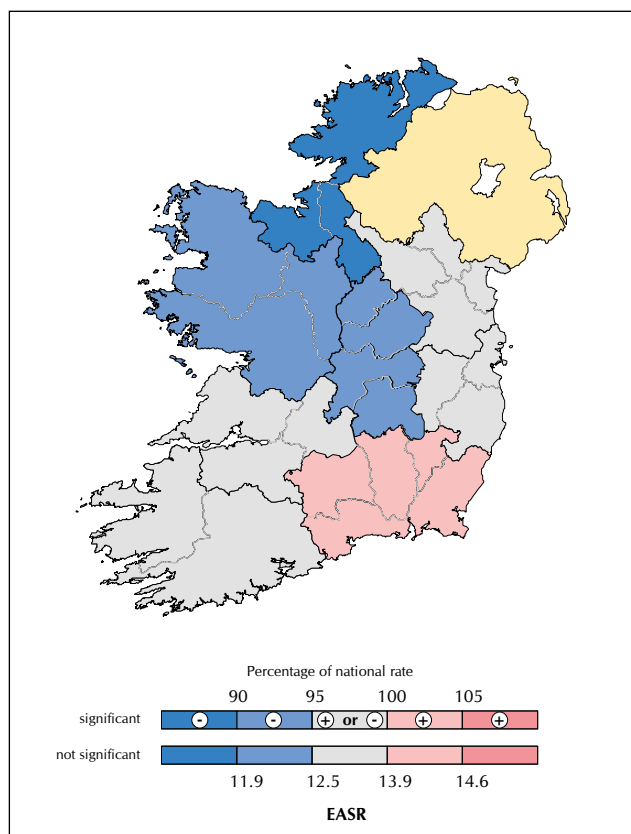 Percentage of national rate
90 95 100 105
significant - - + or - + +
not significant
11.9 12.5 13.9 14.6
EASR